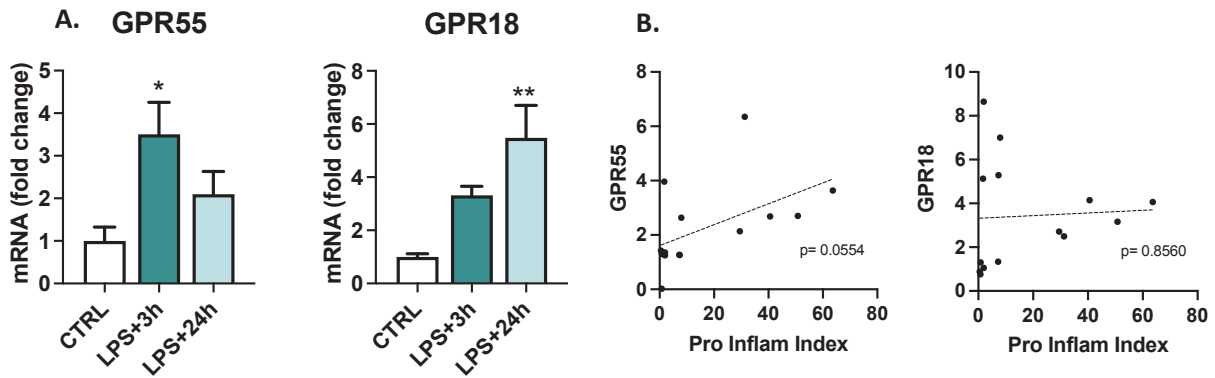 A. GPR55
mRNA (fold change)
5
4
3
2
1
0
*
CTRL
LPS+3h
LPS+24h
GPR18
mRNA (fold change)
8
6
4
2
0
**
CTRL
LPS+3h
LPS+24h
B.
GPR55
8
6
4
2
0
p= 0.0554
0 20 40 60 80
Pro Inflam Index
GPR18
10
8
6
4
2
0
p= 0.8560
0 20 40 60 80
Pro Inflam Index